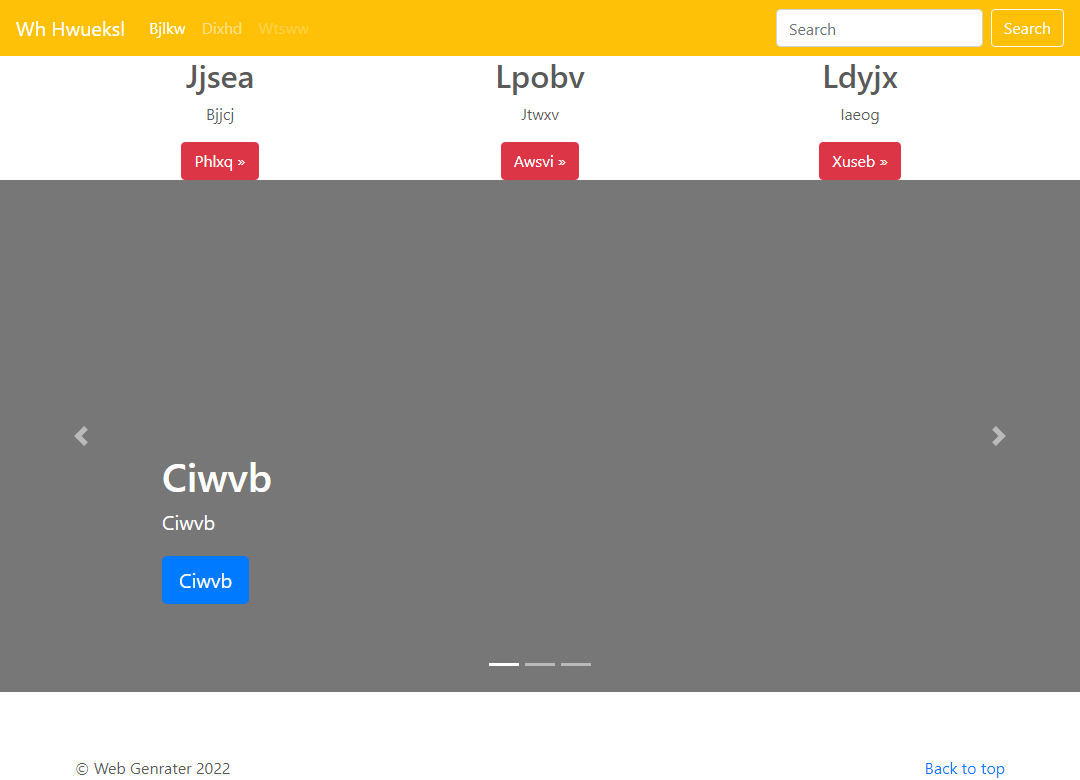 Wh Hwueksl Bjlkw Dixhd Wtsww Search Search
Jjsea Lpobv Ldyjx
Bjjcj Jtwxv Iaeog
Phlxq » Awsvi » Xuseb »
Ciwvb
Ciwvb
Ciwvb
© Web Genrater 2022 Back to top